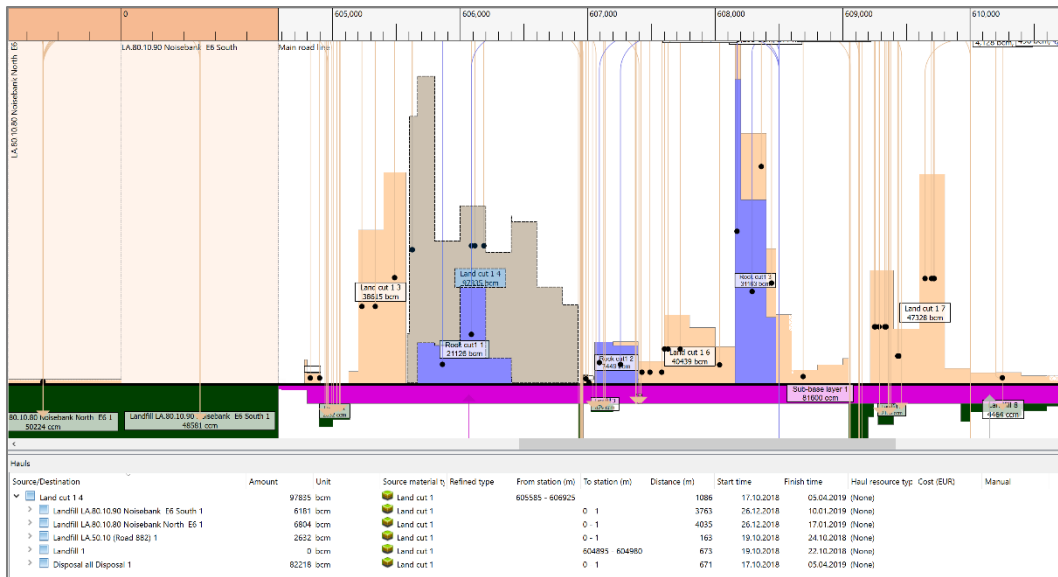 0
605,000
606,000
607,000
608,000
609,000
610,000
LA.80.10.80 Noisebank North E6
LA.80.10.90 Noisebank E6 South
Main road line
4,128 bcm,
Land cut 1 3
38615 bcm
Land cut 1 4
97835 bcm
Rock cut1 1
21128 bcm
Rock cut1 2
Land cut 1 6
40439 bcm
Rock cut1 3
Land cut 1 7
47328 bcm
Sub-base layer 1
81600 ccm
80.10.80 Noisebank North E6 1
50224 ccm
Landfill LA.80.10.90 Noisebank E6 South 1
48581 ccm
4464 ccm
Hauls
Source/Destination Amount Unit Source material ty Refined type From station (m) To station (m) Distance (m) Start time Finish time Haul resource type Cost (EUR) Manual
Land cut 1 4 97835 bcm Land cut 1 605585 - 606925 1086 17.10.2018 05.04.2019 (None)
Landfill LA.80.10.90 Noisebank E6 South 1 6181 bcm Land cut 1 0 - 1 3763 26.12.2018 10.01.2019 (None)
Landfill LA.80.10.80 Noisebank North E6 1 6804 bcm Land cut 1 0 - 1 4035 26.12.2018 17.01.2019 (None)
Landfill LA.50.10 (Road 882) 1 2632 bcm Land cut 1 0 - 1 163 19.10.2018 24.10.2018 (None)
Landfill 1 0 bcm Land cut 1 604895 - 604980 673 19.10.2018 22.10.2018 (None)
Disposal all Disposal 1 82218 bcm Land cut 1 0 1 671 17.10.2018 05.04.2019 (None)